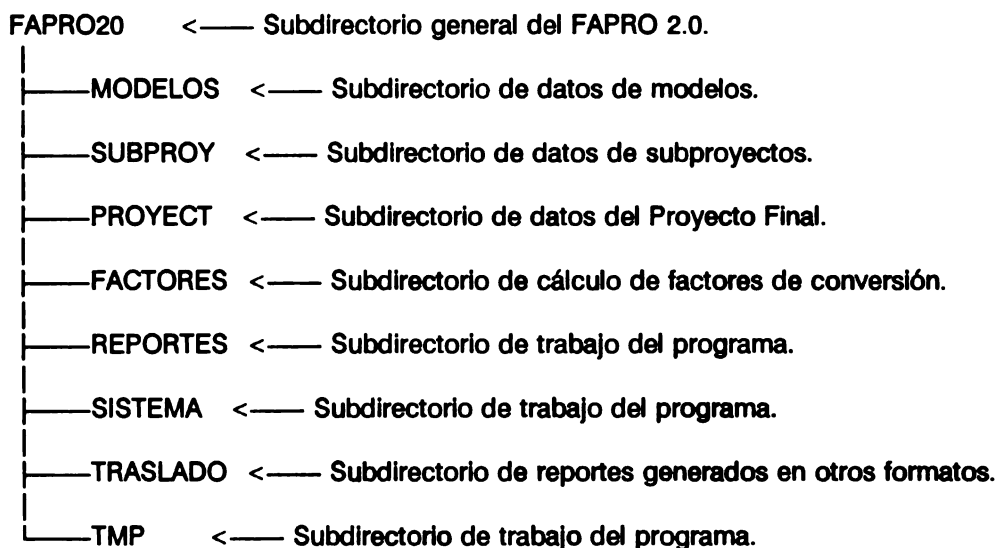 FAPRO20 <—— Subdirectorio general del FAPRO 2.0.
MODELOS <—— Subdirectorio de datos de modelos.
SUBPROY <—— Subdirectorio de datos de subproyectos.
PROYECT <—— Subdirectorio de datos del Proyecto Final.
FACTORES <—— Subdirectorio de cálculo de factores de conversión.
REPORTES <—— Subdirectorio de trabajo del programa.
SISTEMA <—— Subdirectorio de trabajo del programa.
TRASLADO <—— Subdirectorio de reportes generados en otros formatos.
TMP <—— Subdirectorio de trabajo del programa.